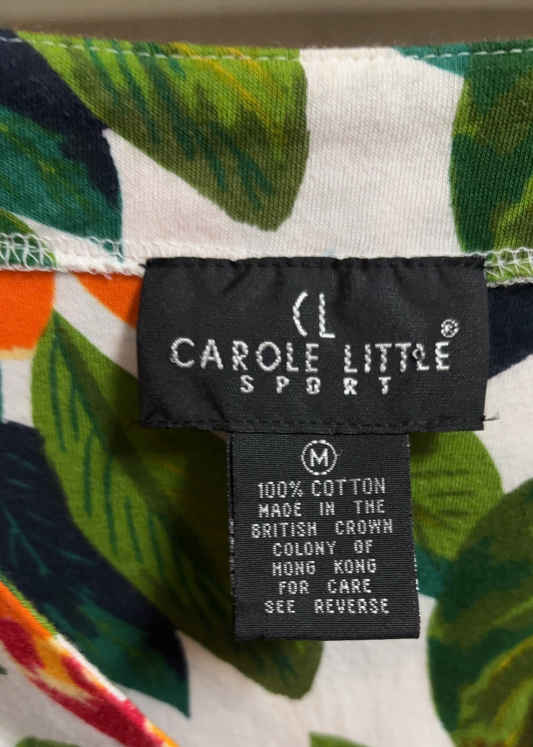 CL
CAROLE LITTLE®
SPORT
M
100% COTTON
MADE IN THE
BRITISH CROWN
COLONY OF
HONG KONG
FOR CARE
SEE REVERSE